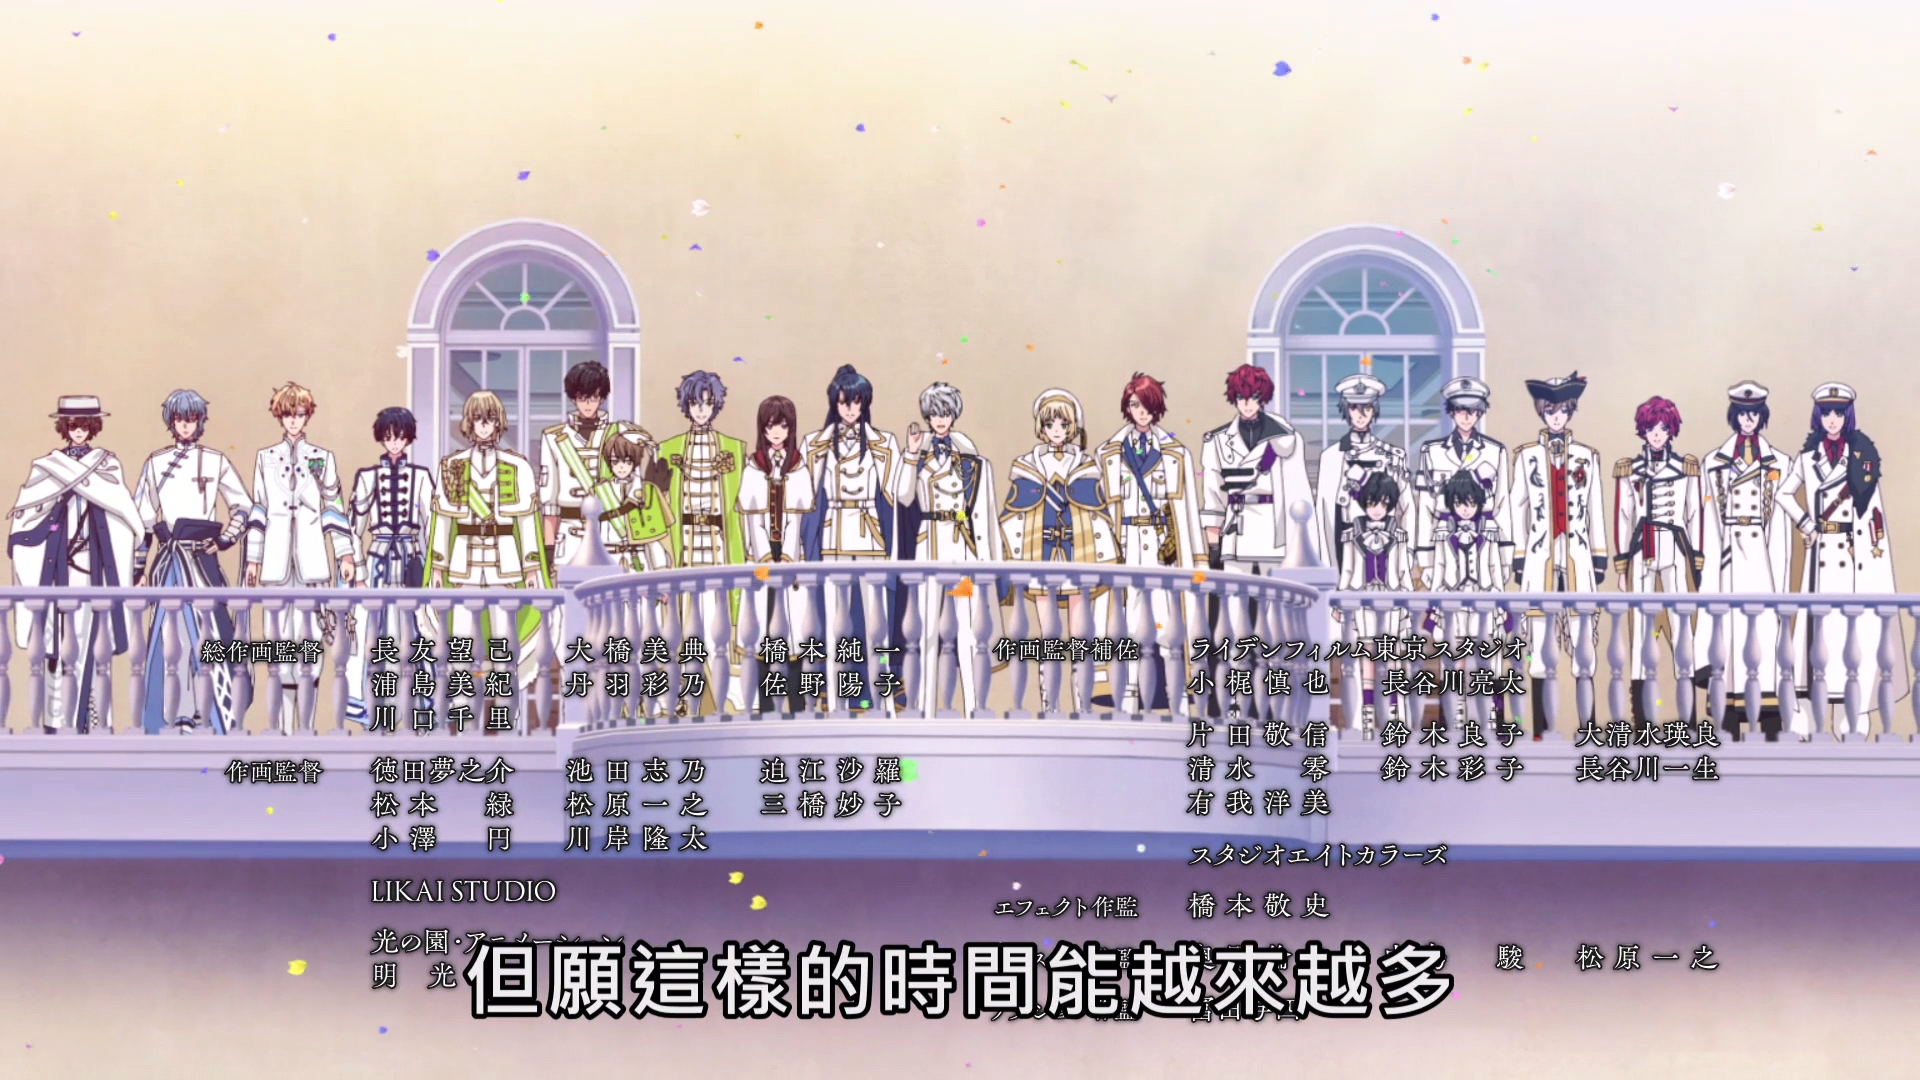 総作画監督 長友望己 大橋美典 橋本純一
浦島美紀 丹羽彩乃 佐野陽子
川口千里
作画監督 徳田夢之介 池田志乃 迫江沙羅
松本 緑 松原一之 三橋妙子
小澤 円 川岸隆太
LIKAI STUDIO
光の園・アニメーション
明 光
作画監督補佐 ライデンフィルム東京スタジオ
小梶慎也 長谷川亮太
片田敬信 鈴木良子 大清水瑛良
清水 零 鈴木彩子 長谷川一生
有我洋美
スタジオエイトカラーズ
エフェクト作監 橋本敬史
駿 松原一之
但願這樣的時間能越來越多